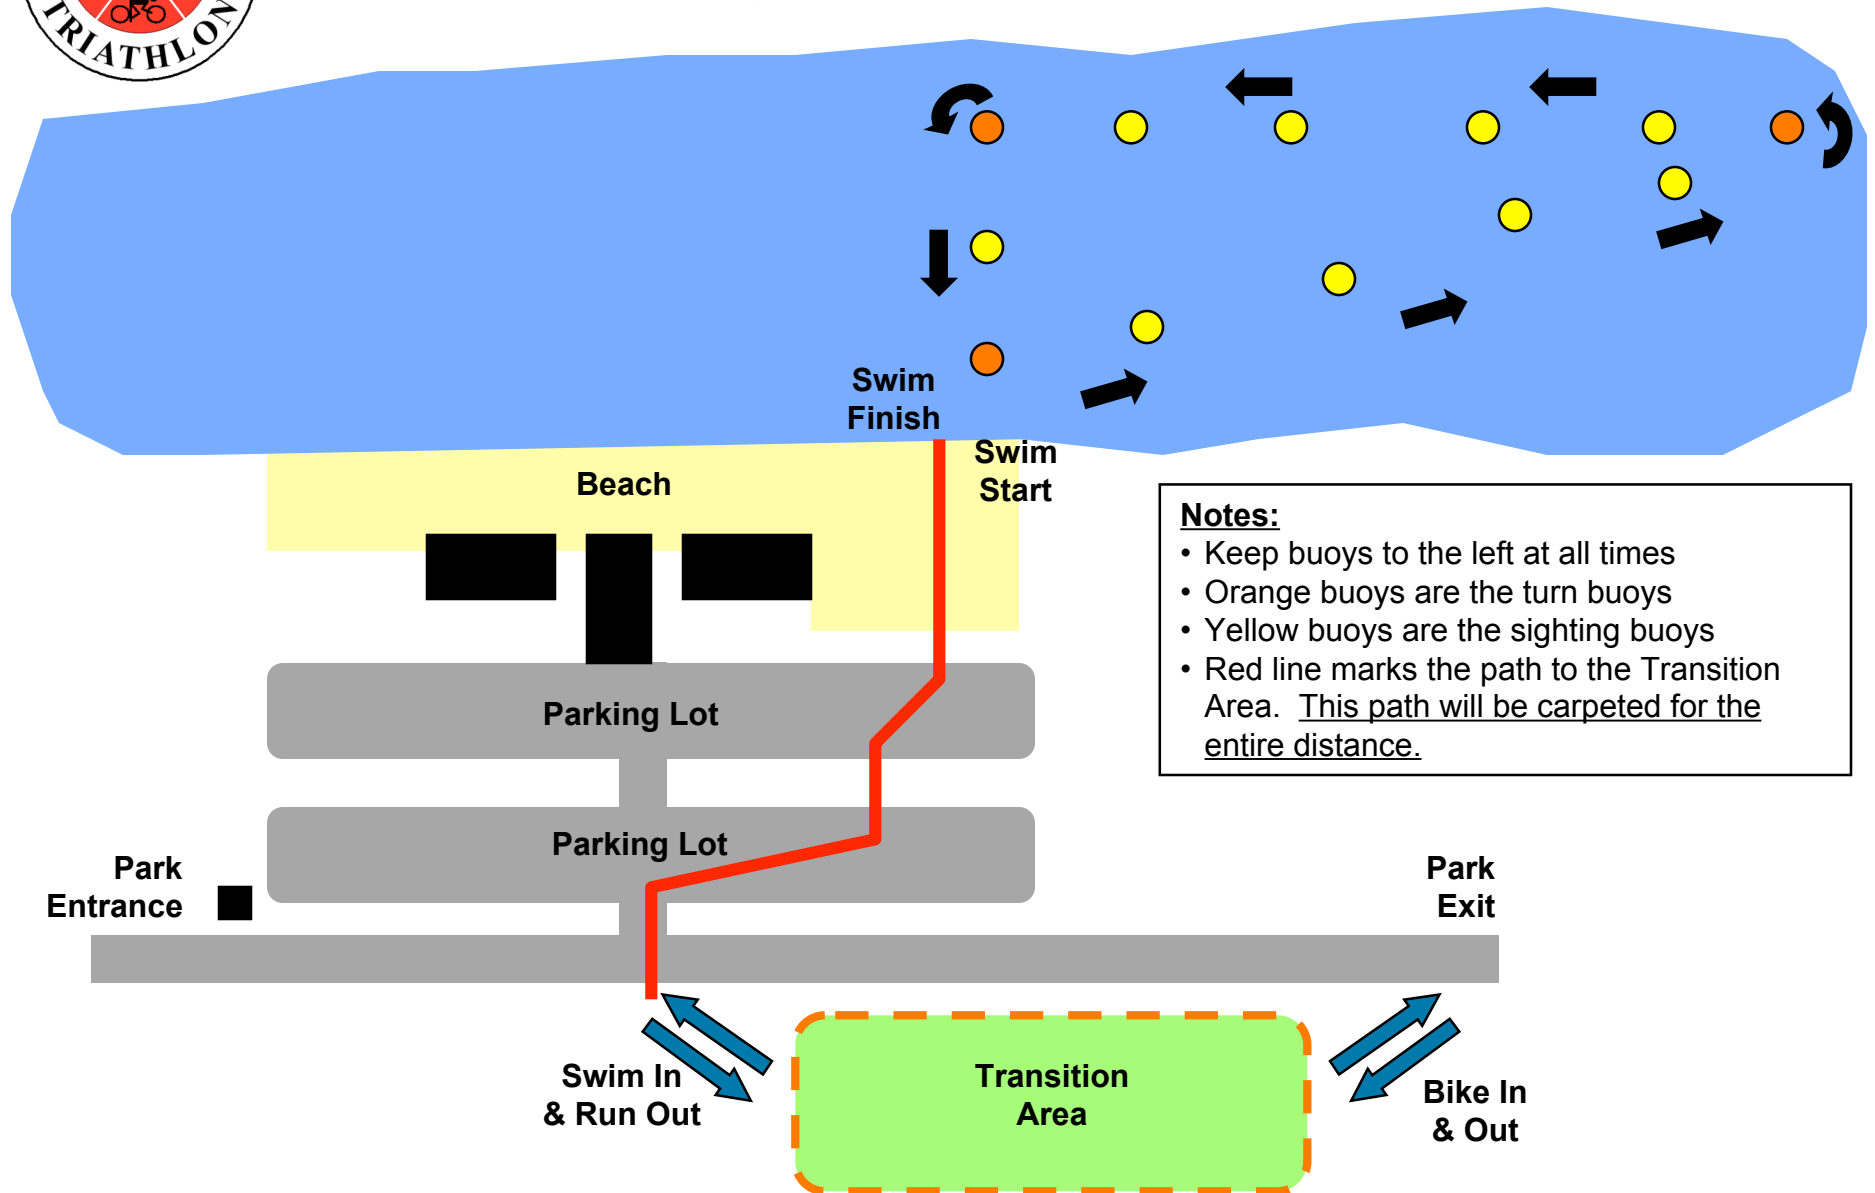 TRIATHLON
Swim
Finish
Swim
Start
Beach
Notes:
• Keep buoys to the left at all times
• Orange buoys are the turn buoys
• Yellow buoys are the sighting buoys
• Red line marks the path to the Transition
Area. This path will be carpeted for the
entire distance.
Parking Lot
Parking Lot
Park
Entrance
Park
Exit
Swim In
& Run Out
Transition
Area
Bike In
& Out